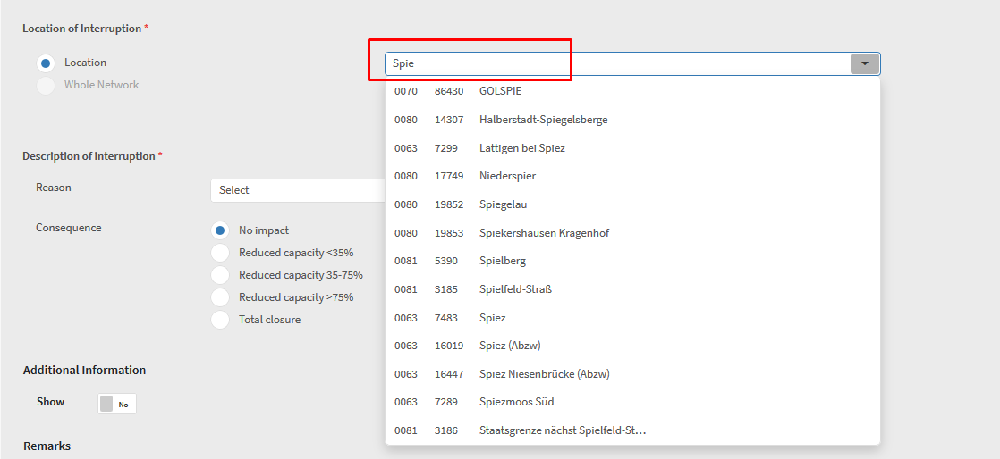 Location of Interruption *
Location
Whole Network
Spie
0070 86430 GOLSPIE
0080 14307 Halberstadt-Spiegelsberge
0063 7299 Lattigen bei Spiez
0080 17749 Niederspier
0080 19852 Spiegelau
0080 19853 Spiekershausen Kragenhof
0081 5390 Spielberg
0081 3185 Spielfeld-Straß
0063 7483 Spiez
0063 16019 Spiez (Abzw)
0063 16447 Spiez Niesenbrücke (Abzw)
0063 7289 Spiezmoos Süd
0081 3186 Staatsgrenze nächst Spielfeld-St...
Description of interruption *
Reason
Select
Consequence
No impact
Reduced capacity <35%
Reduced capacity 35-75%
Reduced capacity >75%
Total closure
Additional Information
Show
No
Remarks